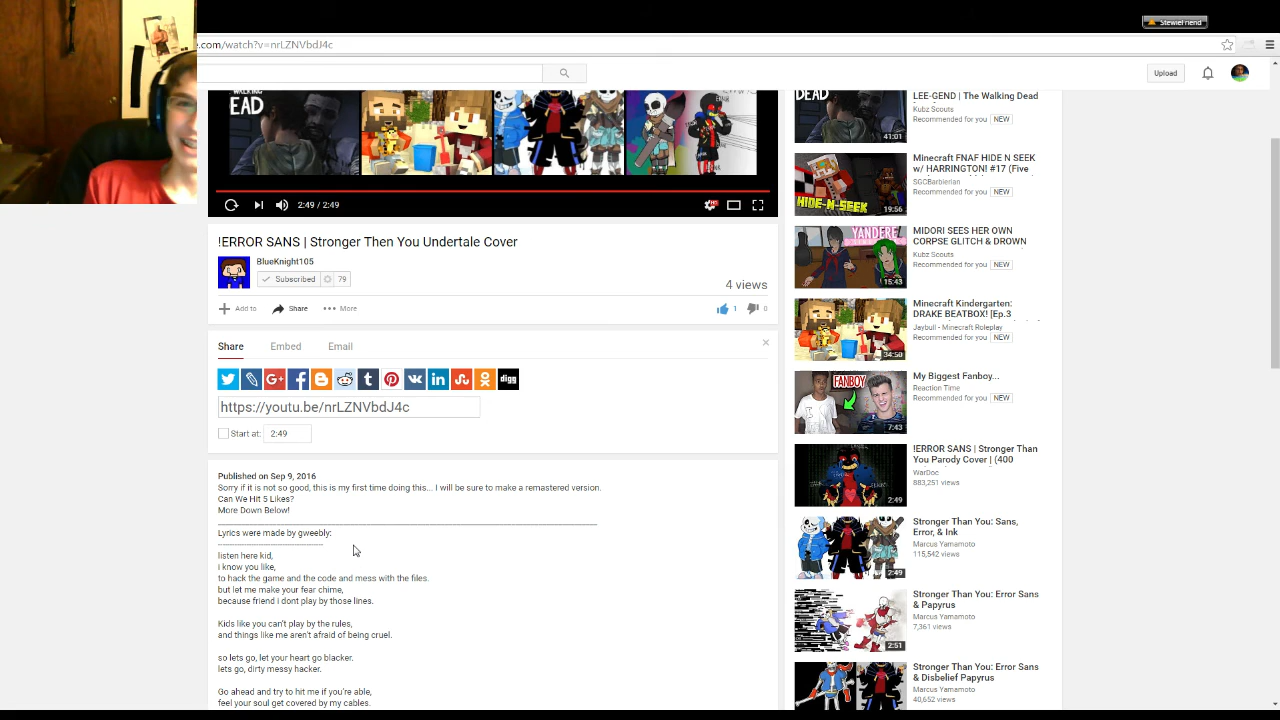 StewieFriend
e.com/watch?v=nrLZNVbdJ4c
Upload
WALKING
EAD
2:49 / 2:49
!ERROR SANS | Stronger Then You Undertale Cover
BlueKnight105
Subscribed 79
4 views
Add to Share More
1 0
Share Embed Email
digg
https://youtu.be/nrLZNVbdJ4c
Start at: 2:49
Published on Sep 9, 2016
Sorry if it is not so good, this is my first time doing this... I will be sure to make a remastered version.
Can We Hit 5 Likes?
More Down Below!
Lyrics were made by gweebly:
listen here kid,
i know you like,
to hack the game and the code and mess with the files.
but let me make your fear chime,
because friend i dont play by those lines.
Kids like you can't play by the rules,
and things like me aren't afraid of being cruel.
so lets go, let your heart go blacker.
lets go, dirty messy hacker.
Go ahead and try to hit me if you're able,
feel your soul get covered by my cables.
DEAD
41:01
LEE-GEND | The Walking Dead
Kubz Scouts
Recommended for you NEW
HIDE-N-SEEK
19:56
Minecraft FNAF HIDE N SEEK
w/ HARRINGTON! #17 (Five
SGCBarbierian
Recommended for you NEW
YANDERE
15:43
MIDORI SEES HER OWN
CORPSE GLITCH & DROWN
Kubz Scouts
Recommended for you NEW
34:50
Minecraft Kindergarten:
DRAKE BEATBOX! [Ep.3
Jaybull - Minecraft Roleplay
Recommended for you NEW
FANBOY
7:43
My Biggest Fanboy...
Reaction Time
Recommended for you NEW
2:49
!ERROR SANS | Stronger Than
You Parody Cover | (400
WarDoc
883,251 views
2:49
Stronger Than You: Sans,
Error, & Ink
Marcus Yamamoto
115,542 views
2:51
Stronger Than You: Error Sans
& Papyrus
Marcus Yamamoto
7,361 views
Stronger Than You: Error Sans
& Disbelief Papyrus
Marcus Yamamoto
40,652 views